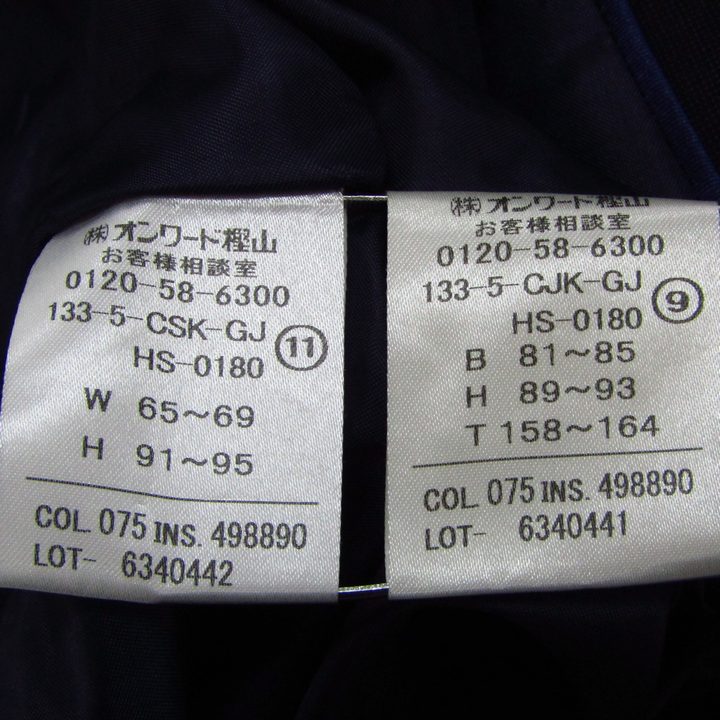 ㈱オンワード樫山
お客様相談室
0120-58-6300
133-5-CSK-GJ
HS-0180
⑪
W 65～69
H 91～95
COL 075 INS. 498890
LOT- 6340442
㈱オンワード樫山
お客様相談室
0120-58-6300
133-5-CJK-GJ
HS-0180
⑨
B 81～85
H 89～93
T 158～164
COL 075 INS. 498890
LOT- 6340441